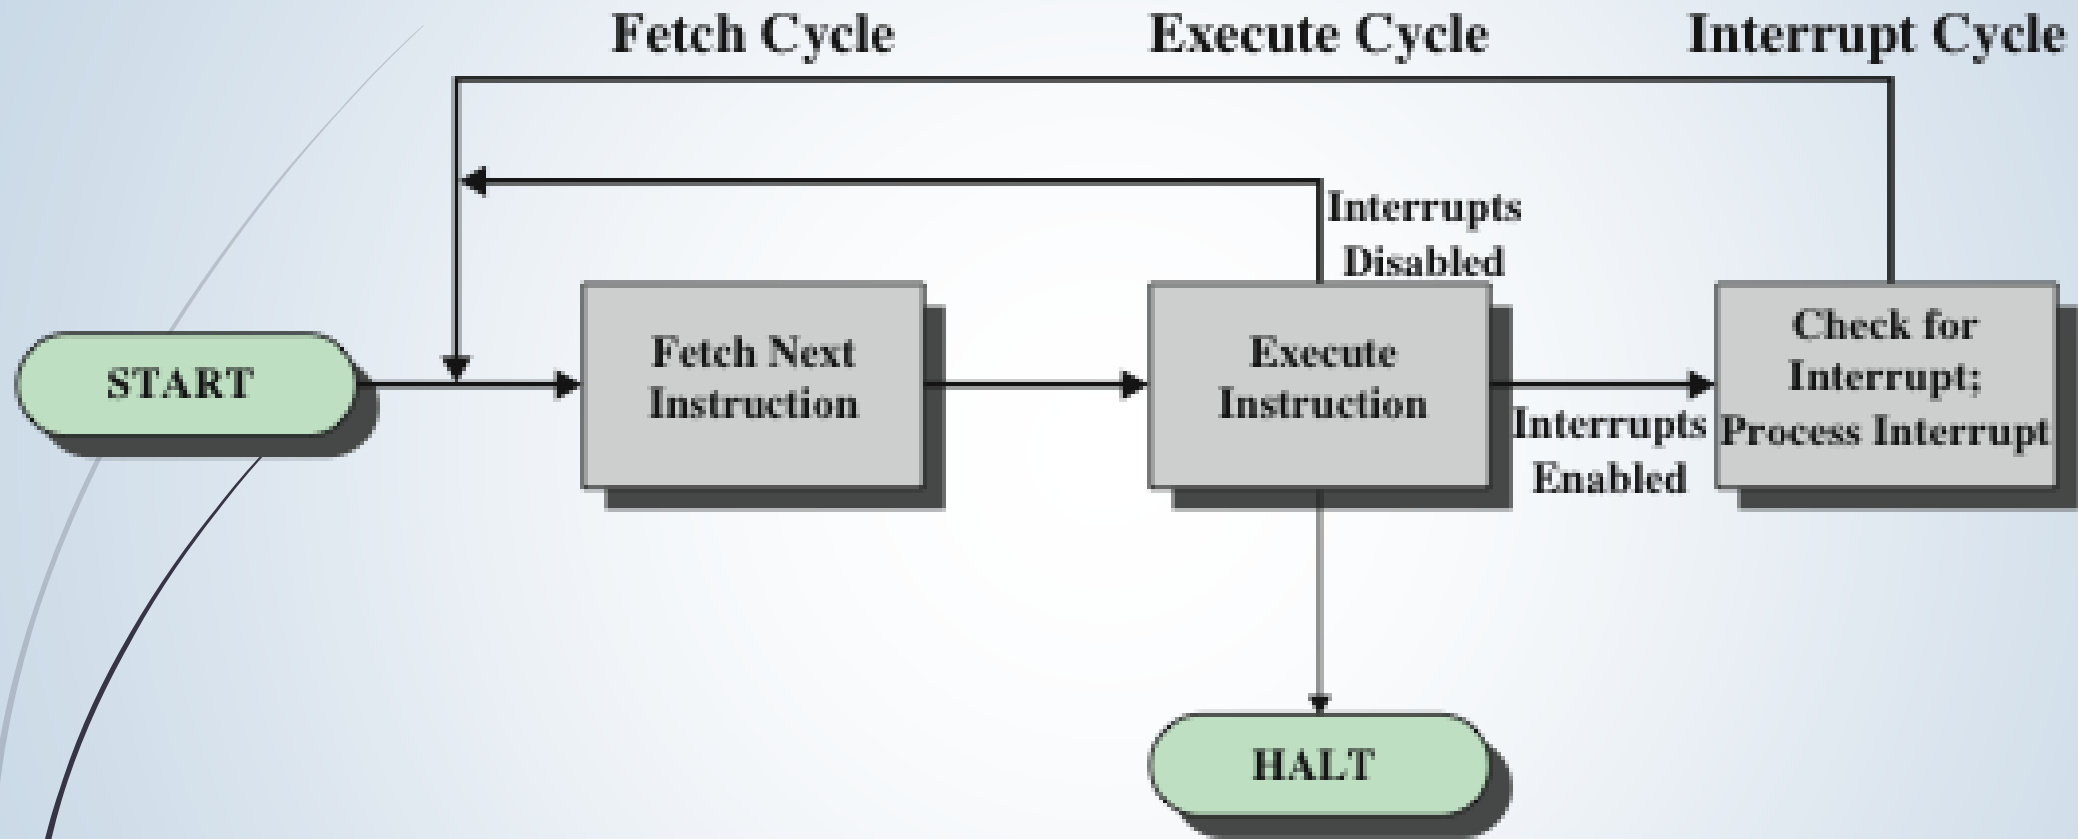 Fetch Cycle
Execute Cycle
Interrupt Cycle
Interrupts
Disabled
START
Fetch Next
Instruction
Execute
Instruction
Interrupts
Enabled
Check for
Interrupt;
Process Interrupt
HALT